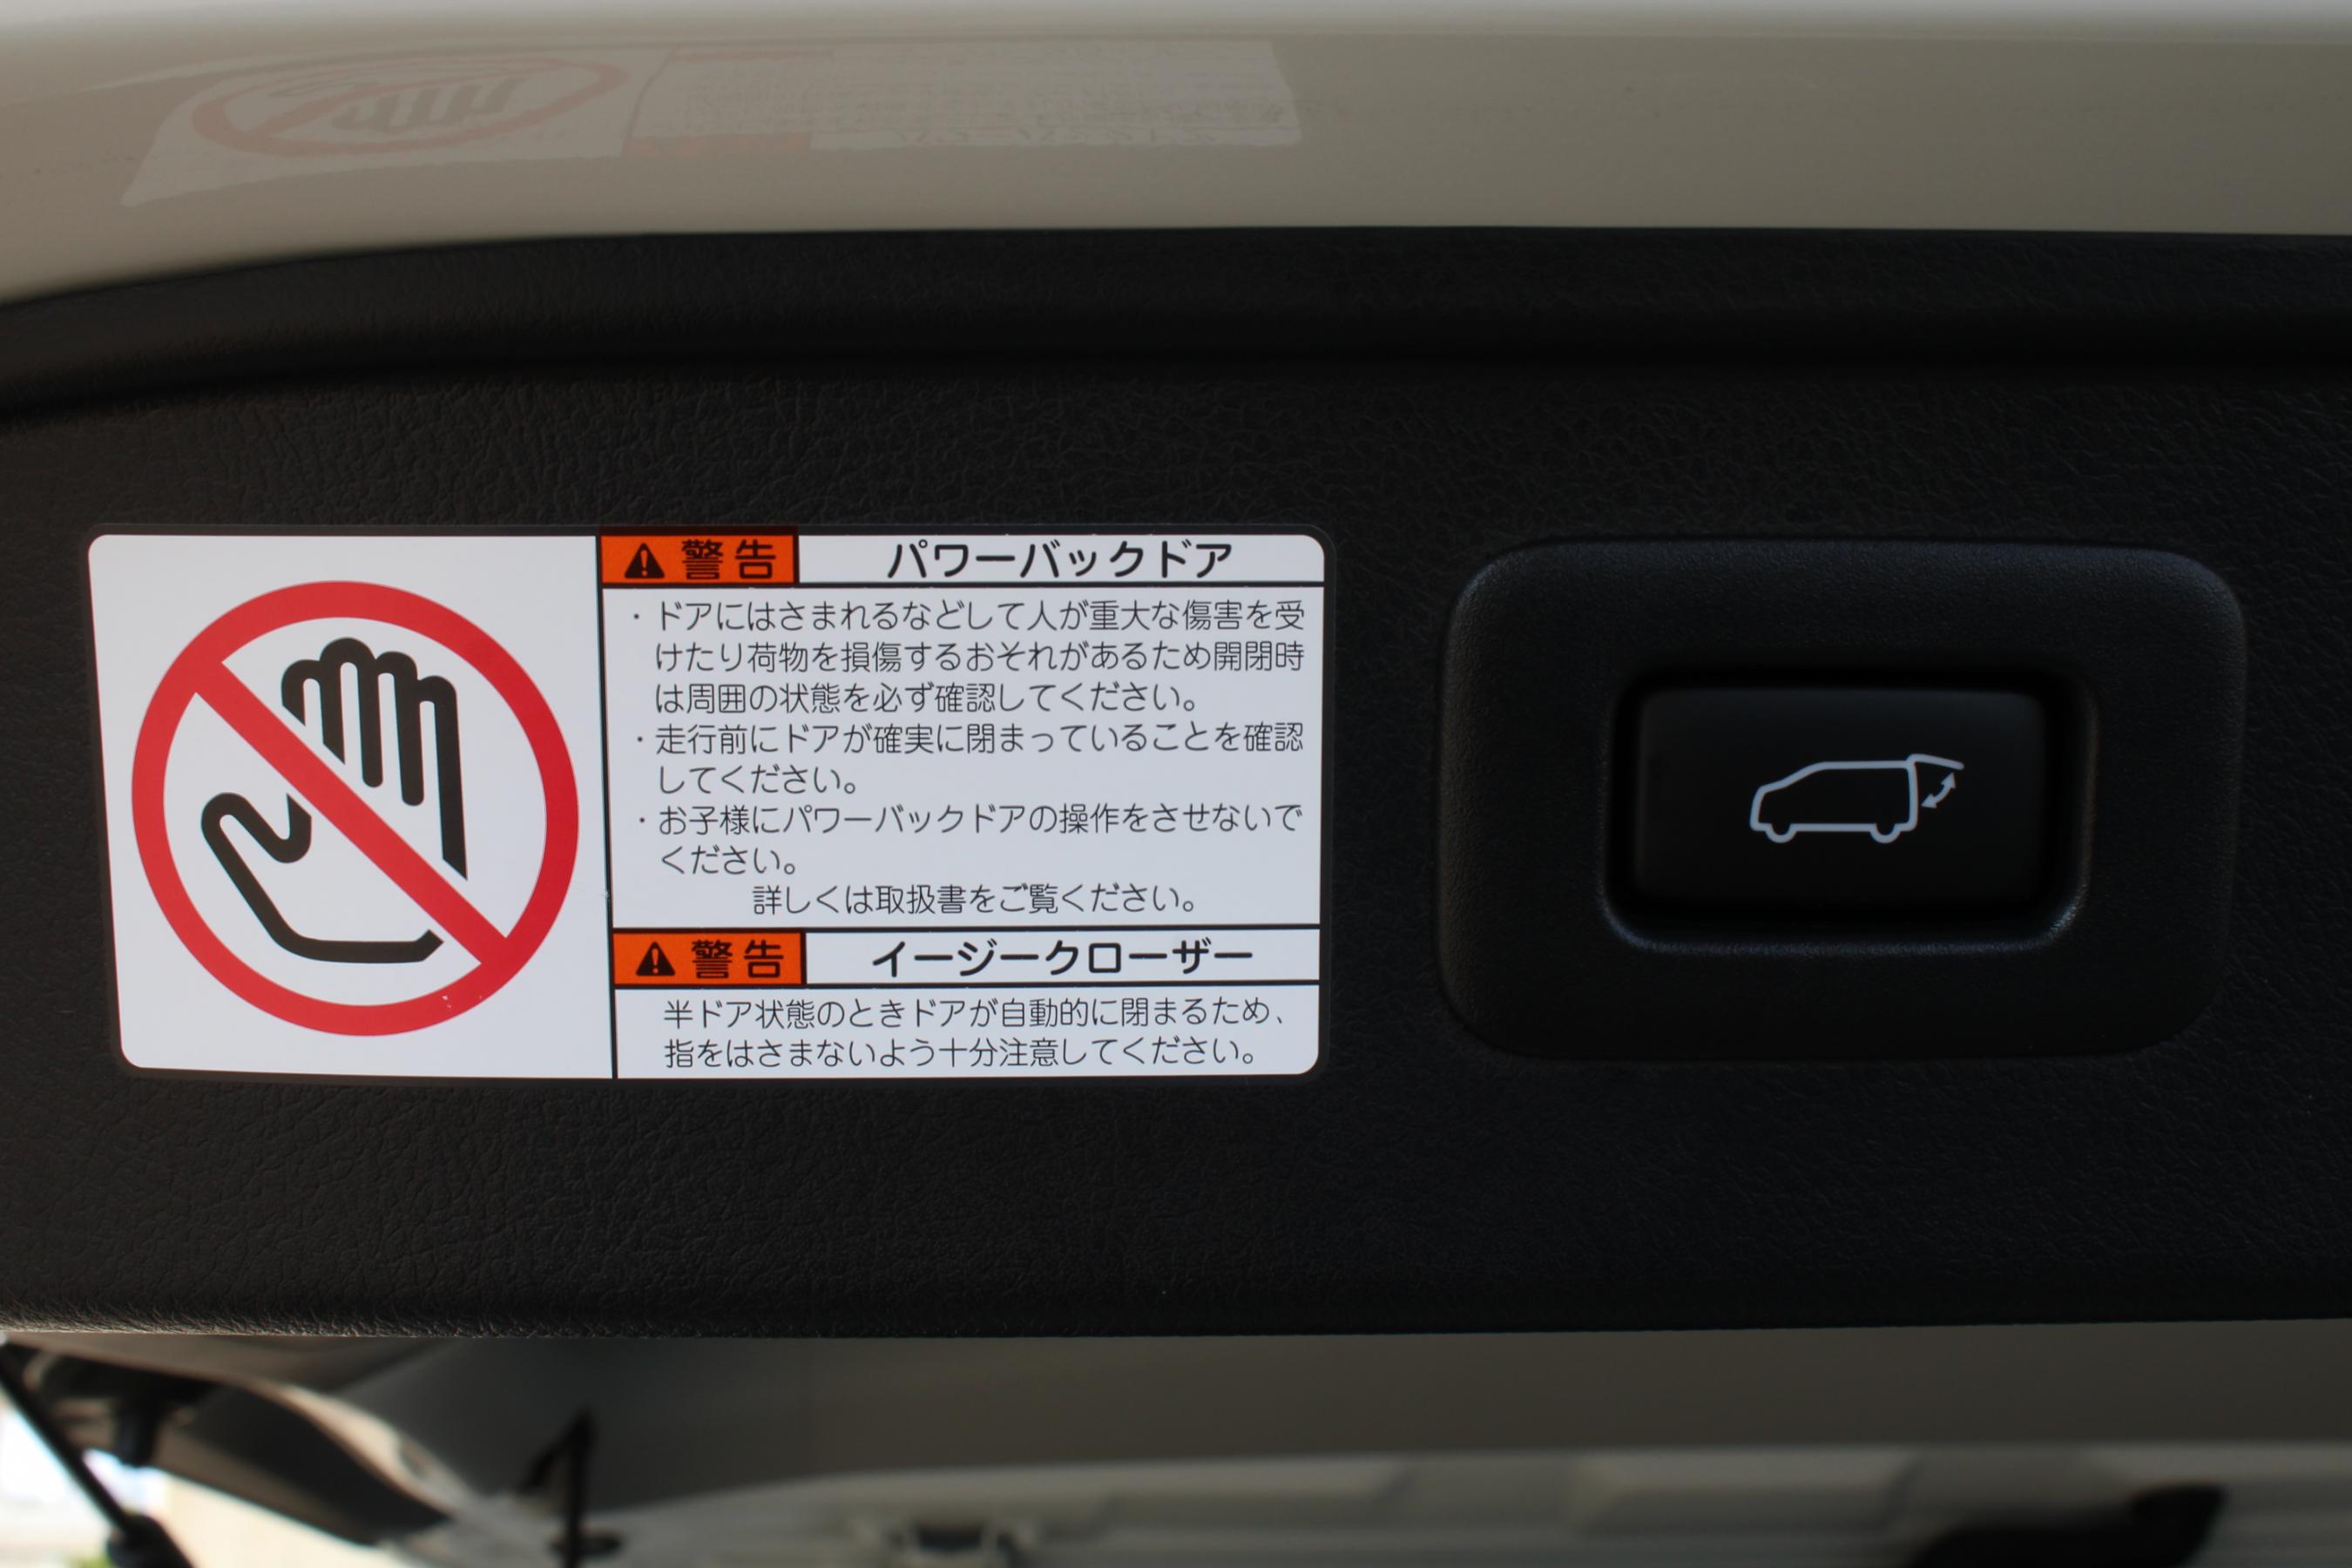 警告 パワーバックドア
・ドアにはさまれるなどして人が重大な傷害を受
けたり荷物を損傷するおそれがあるため開閉時
は周囲の状態を必ず確認してください。
・走行前にドアが確実に閉まっていることを確認
してください。
・お子様にパワーバックドアの操作をさせないで
ください。
詳しくは取扱書をご覧ください。
警告 イージークローザー
半ドア状態のときドアが自動的に閉まるため、
指をはさまないよう十分注意してください。